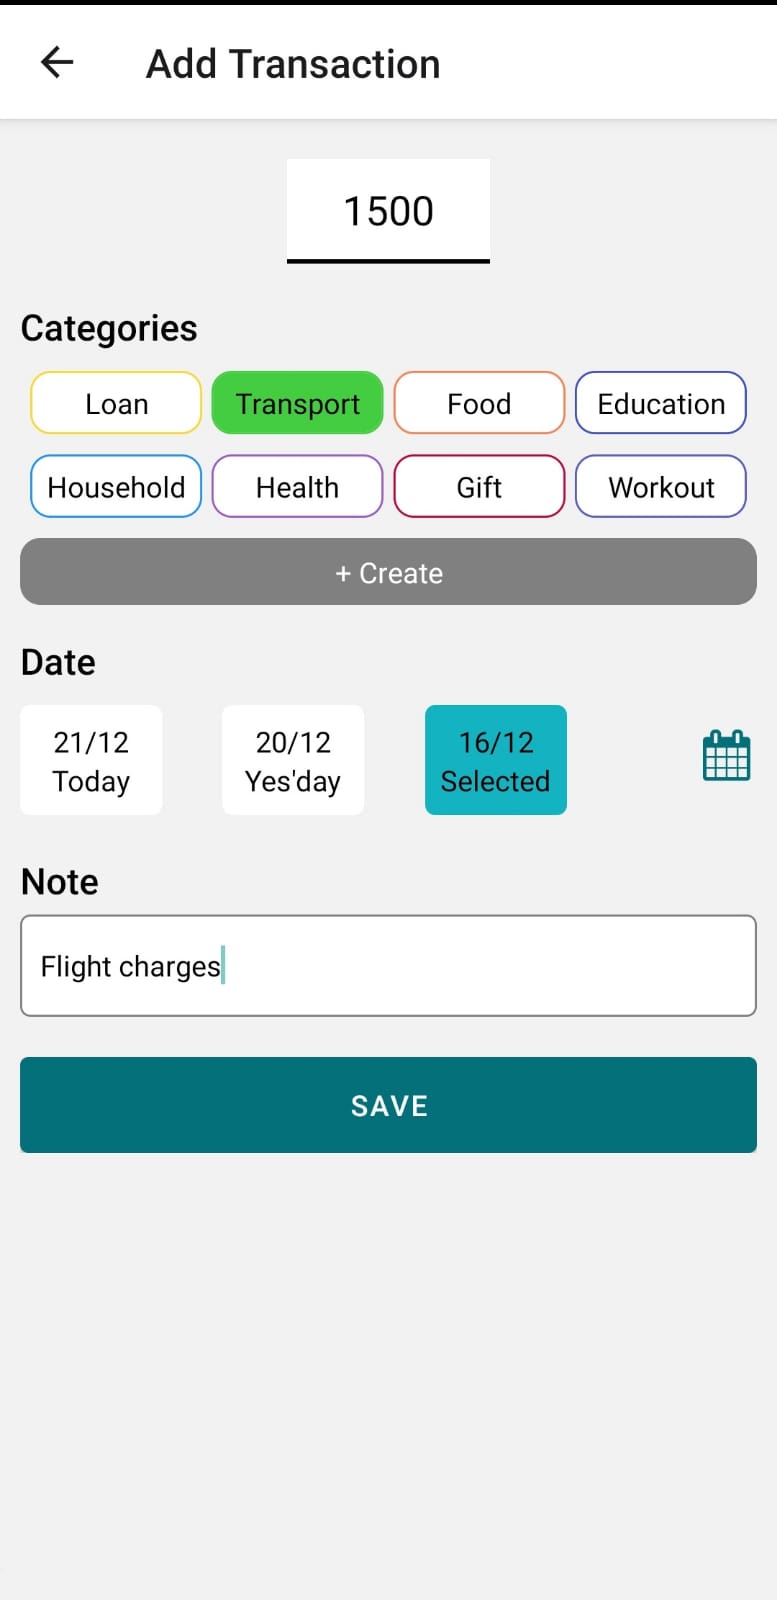 Add Transaction
1500
Categories
Loan Transport Food Education
Household Health Gift Workout
+ Create
Date
21/12 20/12 16/12
Today Yes'day Selected
Note
Flight charges
SAVE